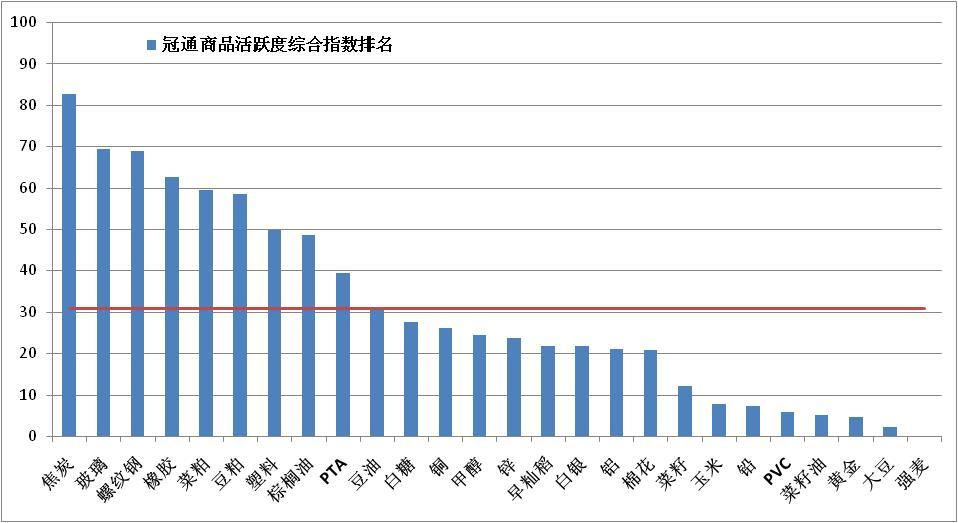 100
90
80
70
60
50
40
30
20
10
0
冠通商品活跃度综合指数排名
焦炭
玻璃
螺纹钢
橡胶
菜粕
豆粕
塑料
棕榈油
PTA
豆油
白糖
铜
甲醇
锌
早籼稻
白银
铝
棉花
菜籽
玉米
铅
PVC
菜籽油
黄金
大豆
强麦